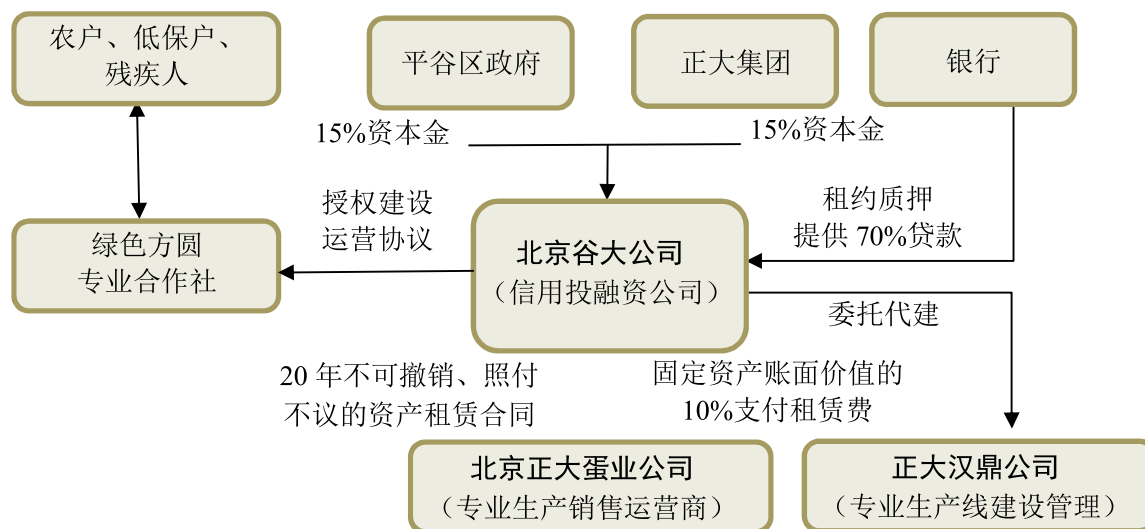 农户、低保户、
残疾人
平谷区政府
正大集团
银行
15%资本金
15%资本金
授权建设
运营协议
租约质押
提供 70%贷款
绿色方圆
专业合作社
北京谷大公司
（信用投融资公司）
委托代建
20 年不可撤销、照付
不议的资产租赁合同
固定资产账面价值的
10%支付租赁费
北京正大蛋业公司
（专业生产销售运营商）
正大汉鼎公司
（专业生产线建设管理）